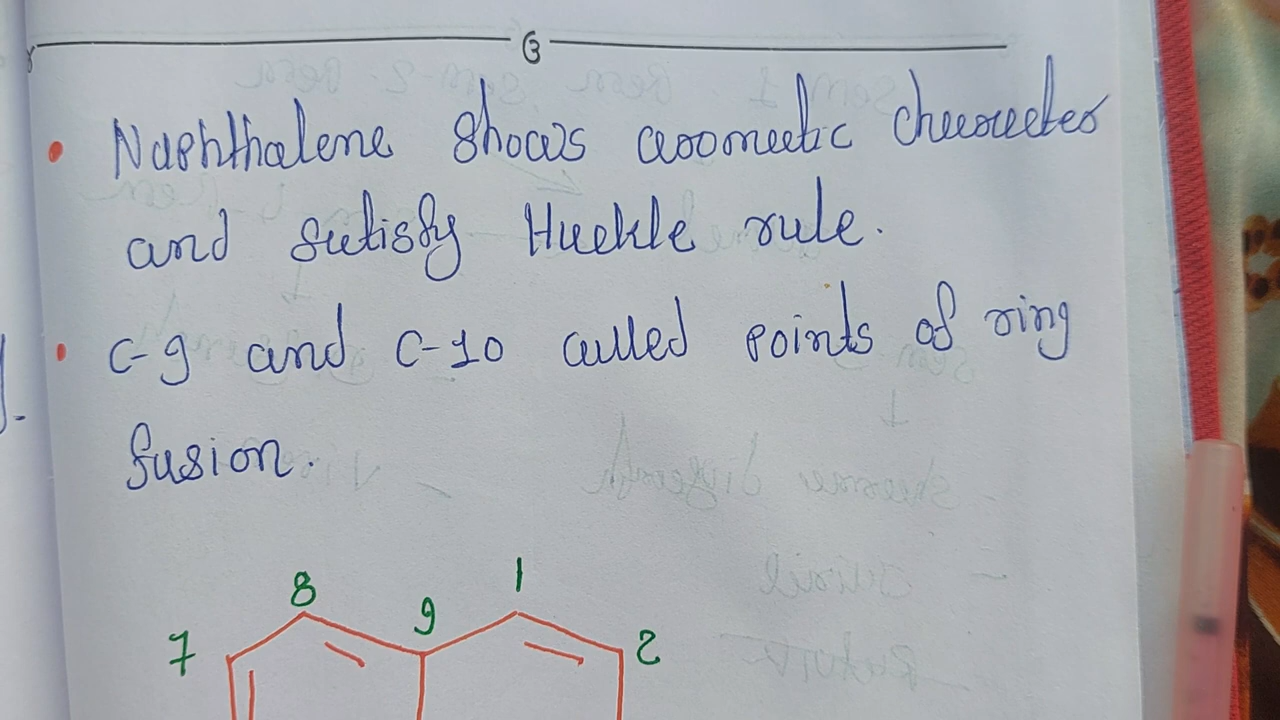 3
• Naphthalene shows aromatic character
and satisfy Huckle rule.
• C-9 and C-10 called points of ring
fusion.
8 1
7 9 2